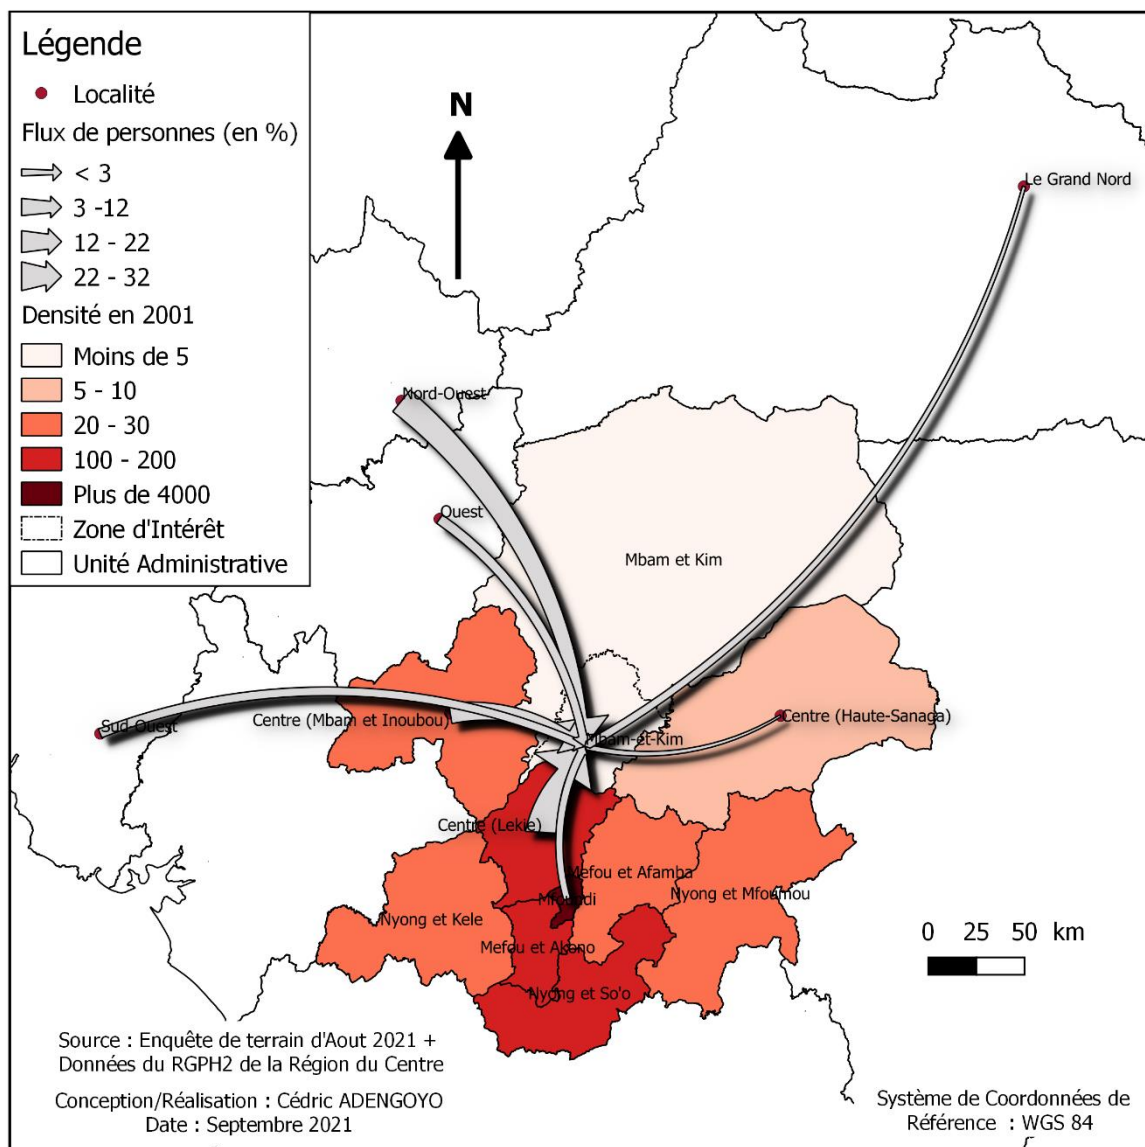 Légende
Localité
Flux de personnes (en %)
< 3
3 -12
12 - 22
22 - 32
Densité en 2001
Moins de 5
5 - 10
20 - 30
100 - 200
Plus de 4000
Zone d'Intérêt
Unité Administrative
N
Le Grand Nord
Nord-Ouest
Ouest
Mbam et Kim
Sud-Ouest
Centre (Mbam et Inoubou)
Centre (Haute-Sanaga)
Mbam-et-Kim
Centre (Lekie)
Mefou et Afamba
Nyong et Mfoumou
Mfoundi
Nyong et Kele
Mefou et Akono
Nyong et So'o
0 25 50 km
Source : Enquête de terrain d'Aout 2021 +
Données du RGPH2 de la Région du Centre
Conception/Réalisation : Cédric ADENGOYO
Date : Septembre 2021
Système de Coordonnées de
Référence : WGS 84